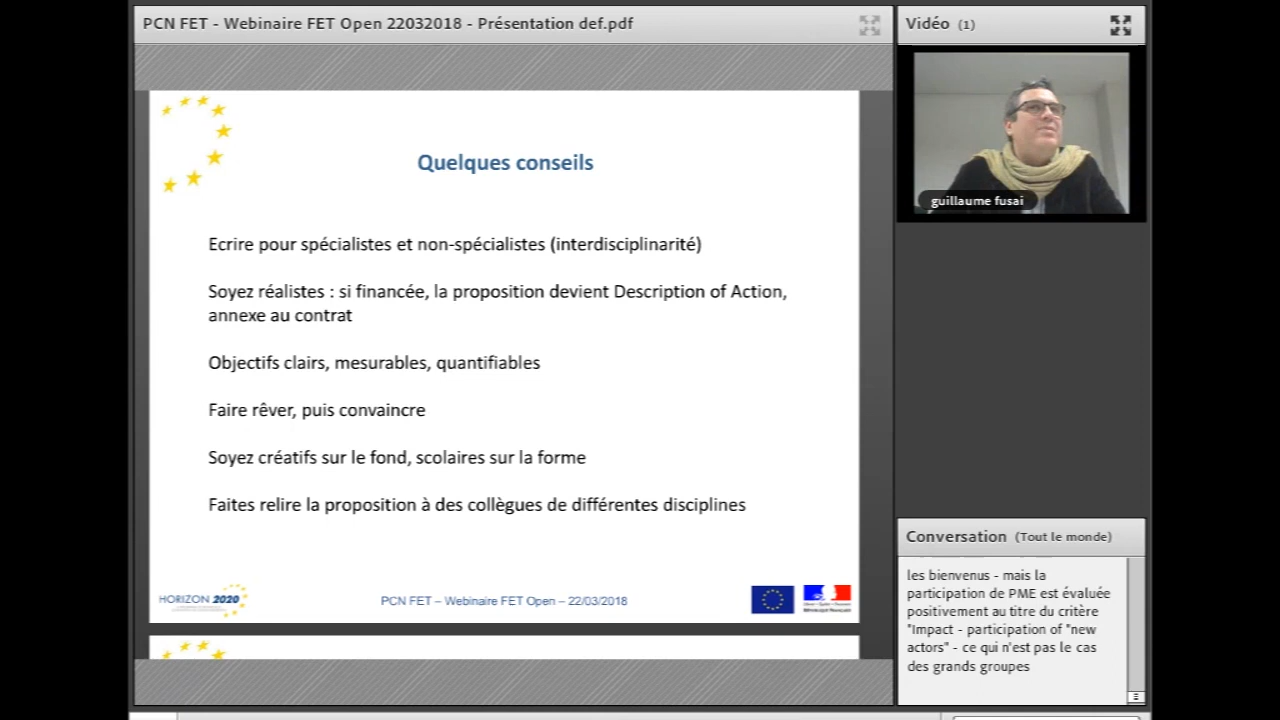 PCN FET - Webinaire FET Open 22032018 - Présentation def.pdf
Quelques conseils
Ecrire pour spécialistes et non-spécialistes (interdisciplinarité)
Soyez réalistes : si financée, la proposition devient Description of Action,
annexe au contrat
Objectifs clairs, mesurables, quantifiables
Faire rêver, puis convaincre
Soyez créatifs sur le fond, scolaires sur la forme
Faites relire la proposition à des collègues de différentes disciplines
HORIZON 2020
PCN FET – Webinaire FET Open – 22/03/2018
Vidéo (1)
guillaume fusai
Conversation (Tout le monde)
les bienvenus - mais la
participation de PME est évaluée
positivement au titre du critère
"Impact - participation of "new
actors" - ce qui n'est pas le cas
des grands groupes